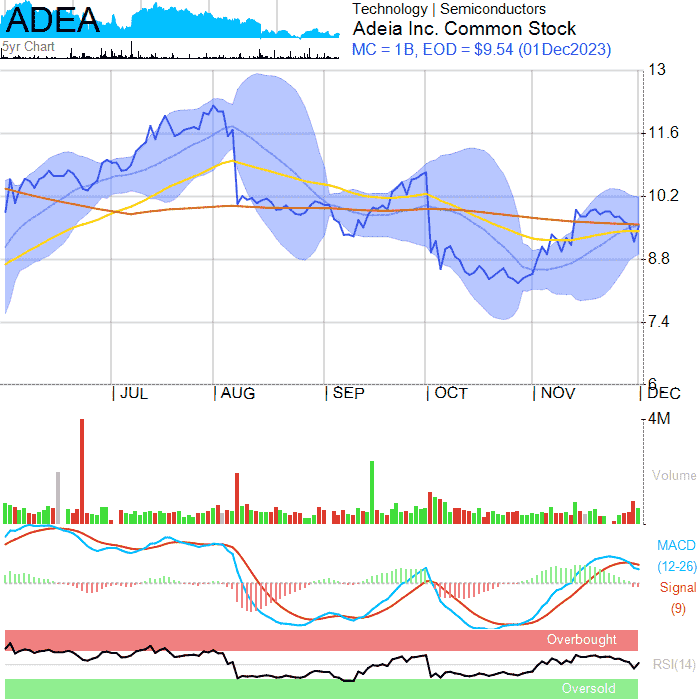 ADEA
5yr Chart
Technology | Semiconductors
Adeia Inc. Common Stock
MC = 1B, EOD = $9.54 (01Dec2023)
13
11.6
10.2
8.8
7.4
6
JUL AUG SEP OCT NOV DEC
4M
Volume
MACD
(12-26)
Signal
(9)
Overbought
RSI(14)
Oversold